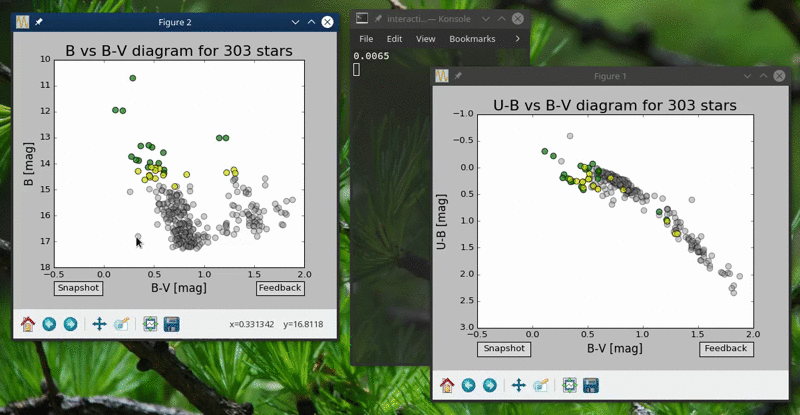 Figure 2
B vs B-V diagram for 303 stars
10
11
12
13
14
15
16
17
18
B [mag]
−0.5 0.0 0.5 1.0 1.5 2.0
B-V [mag]
Snapshot
Feedback
x=0.331342 y=16.8118
interacti...— Konsole
File Edit View Bookmarks
0.0065
Figure 1
U-B vs B-V diagram for 303 stars
−1.0
−0.5
0.0
0.5
1.0
1.5
2.0
2.5
3.0
U-B [mag]
−0.5 0.0 0.5 1.0 1.5 2.0
B-V [mag]
Snapshot
Feedback